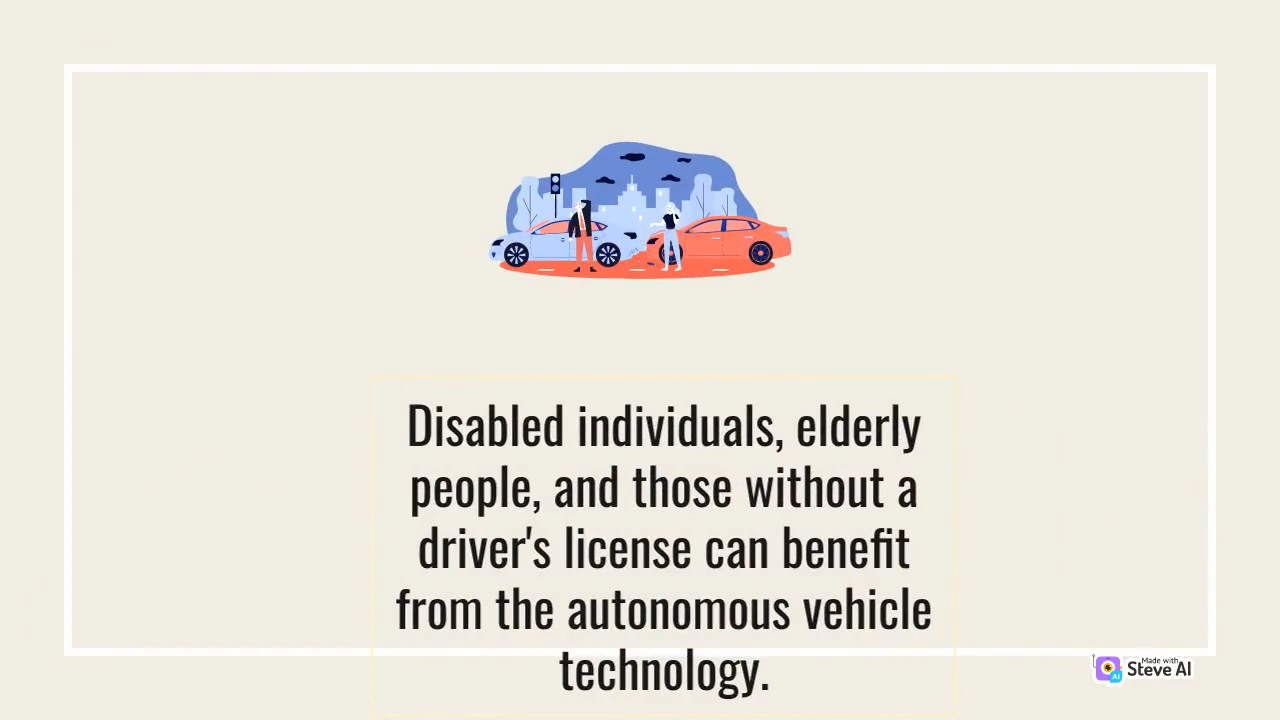 Disabled individuals, elderly
people, and those without a
driver's license can benefit
from the autonomous vehicle
technology.
Made with
Steve AI
AI